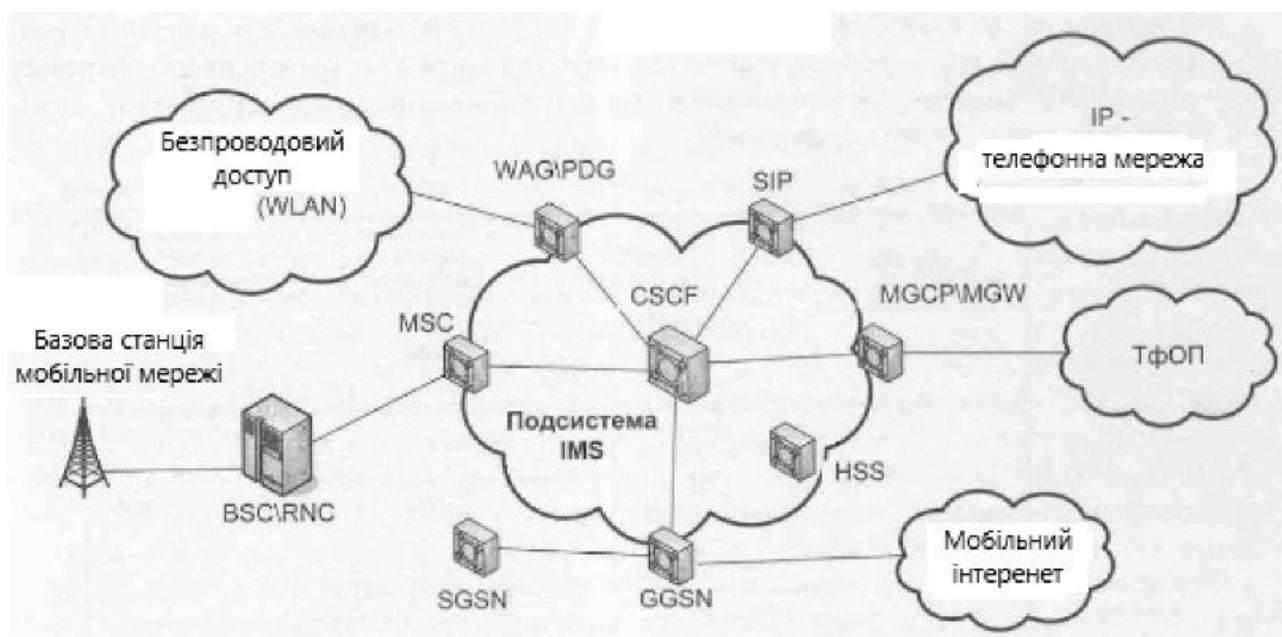 Безпроводовий
доступ
(WLAN)
WAG\PDG
SIP
IP -
телефонна мережа
MSC
CSCF
MGCP\MGW
ТфОП
Базова станція
мобільної мережі
Подсистема
IMS
HSS
BSC\RNC
SGSN
GGSN
Мобільний
інтеренет